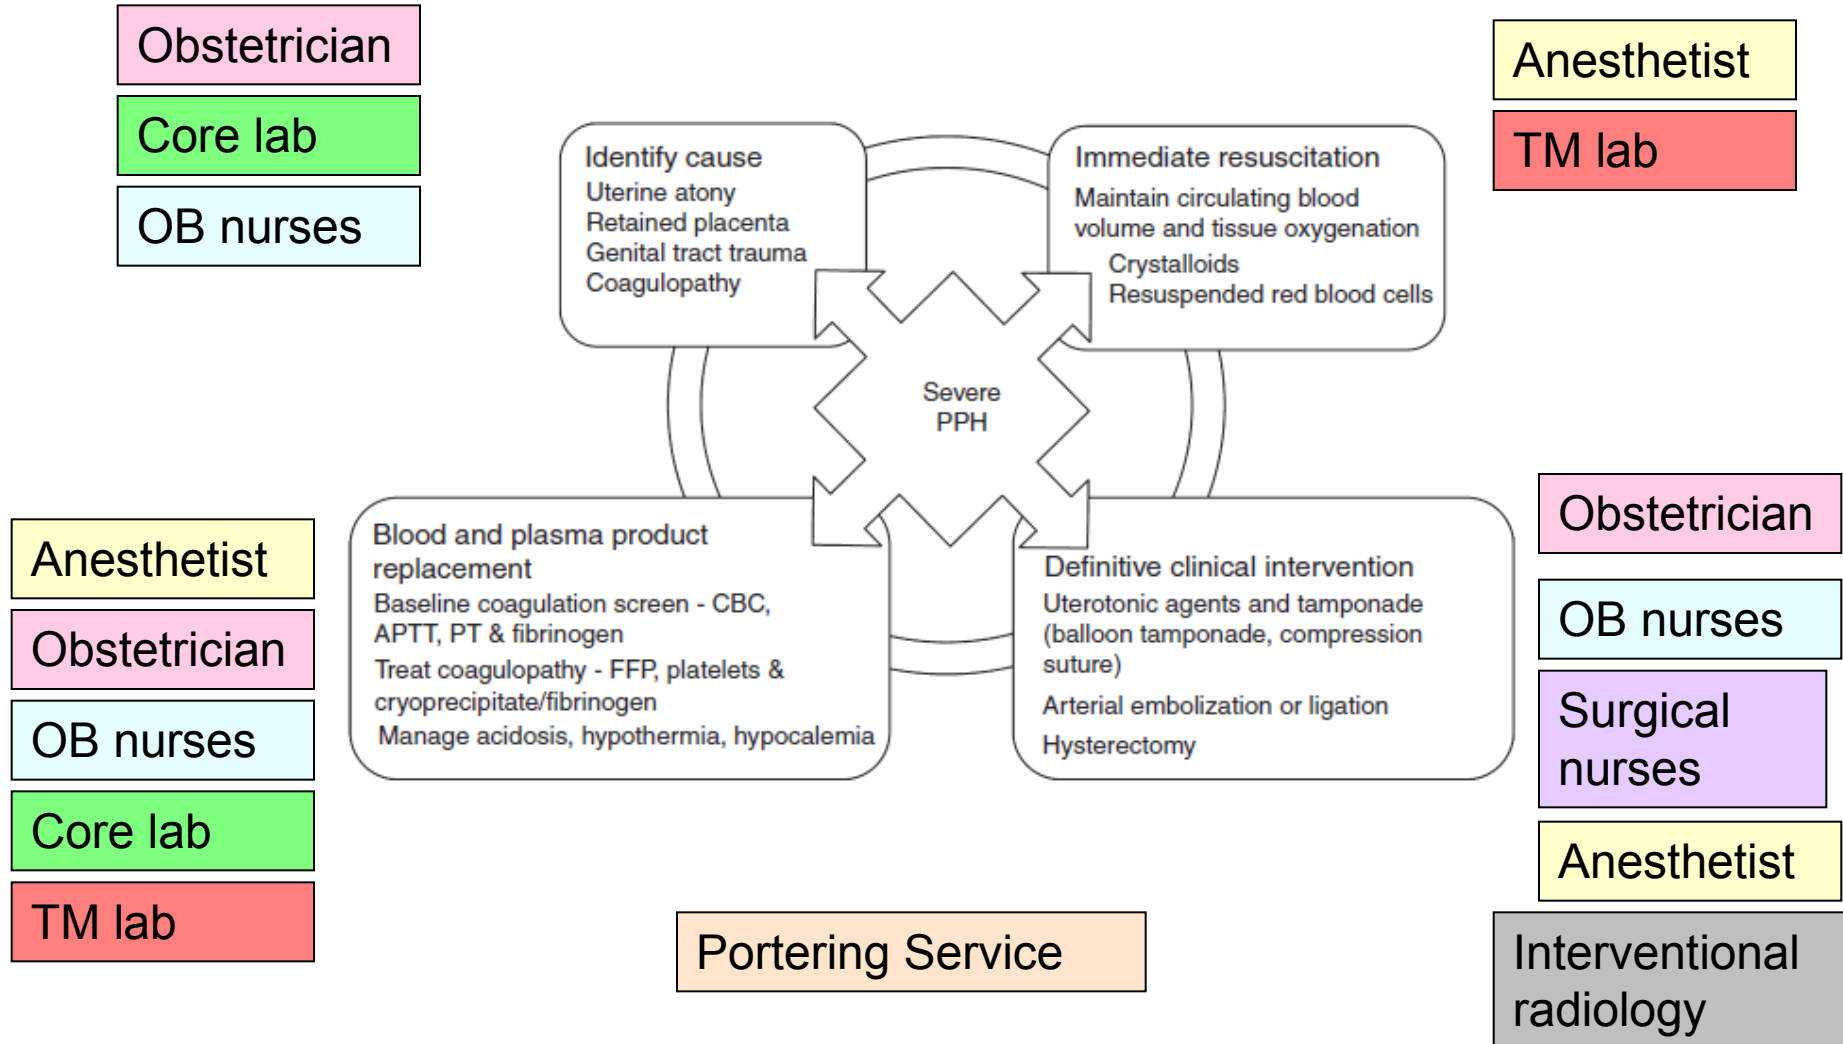 Obstetrician
Core lab
OB nurses
Anesthetist
TM lab
Identify cause
Uterine atony
Retained placenta
Genital tract trauma
Coagulopathy
Immediate resuscitation
Maintain circulating blood
volume and tissue oxygenation
Crystalloids
Resuspended red blood cells
Severe
PPH
Anesthetist
Obstetrician
OB nurses
Core lab
TM lab
Blood and plasma product
replacement
Baseline coagulation screen - CBC,
APTT, PT & fibrinogen
Treat coagulopathy - FFP, platelets &
cryoprecipitate/fibrinogen
Manage acidosis, hypothermia, hypocalemia
Definitive clinical intervention
Uterotonic agents and tamponade
(balloon tamponade, compression
suture)
Arterial embolization or ligation
Hysterectomy
Obstetrician
OB nurses
Surgical
nurses
Anesthetist
Interventional
radiology
Portering Service